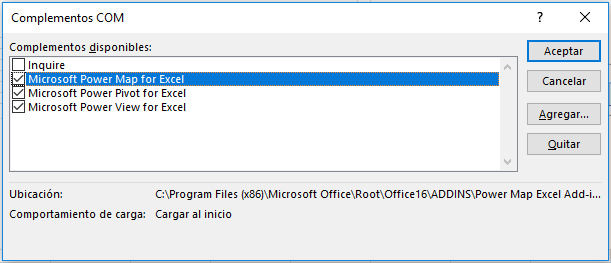 Complementos COM
?
Complementos disponibles:
Inquire
Microsoft Power Map for Excel
Microsoft Power Pivot for Excel
Microsoft Power View for Excel
Aceptar
Cancelar
Agregar...
Quitar
Ubicación: C:\Program Files (x86)\Microsoft Office\Root\Office16\ADDINS\Power Map Excel Add-i...
Comportamiento de carga: Cargar al inicio